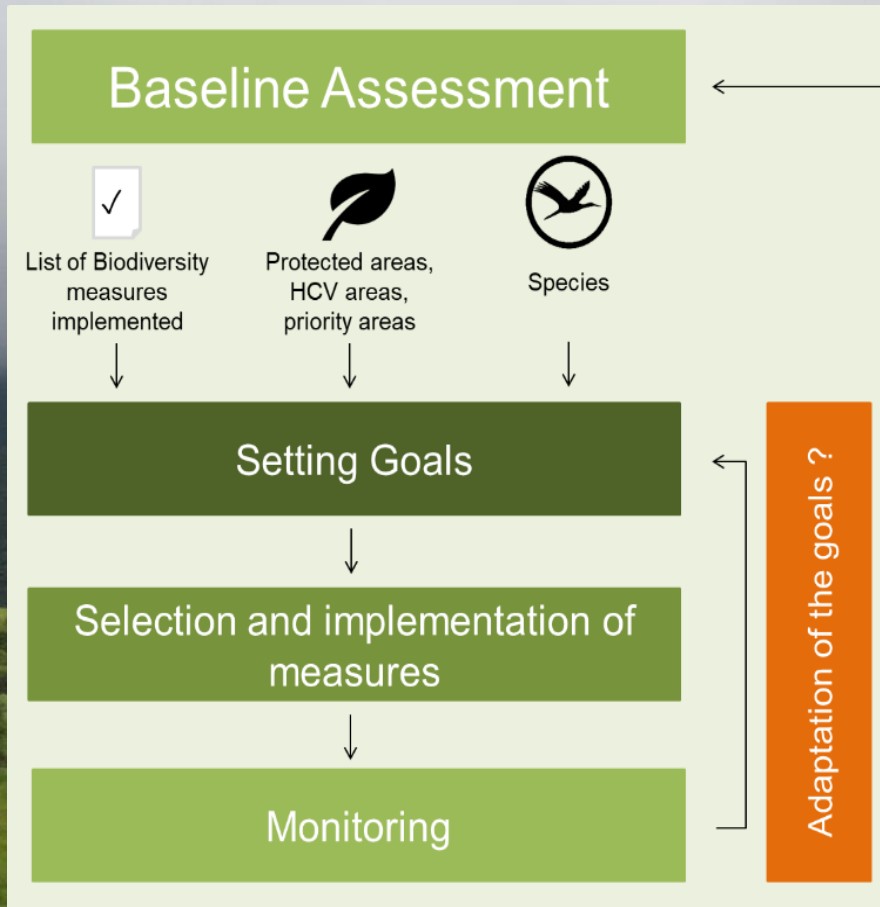 Baseline Assessment
✓
List of Biodiversity
measures
implemented
Protected areas,
HCV areas,
priority areas
Species
Setting Goals
Selection and implementation of
measures
Monitoring
Adaptation of the goals ?